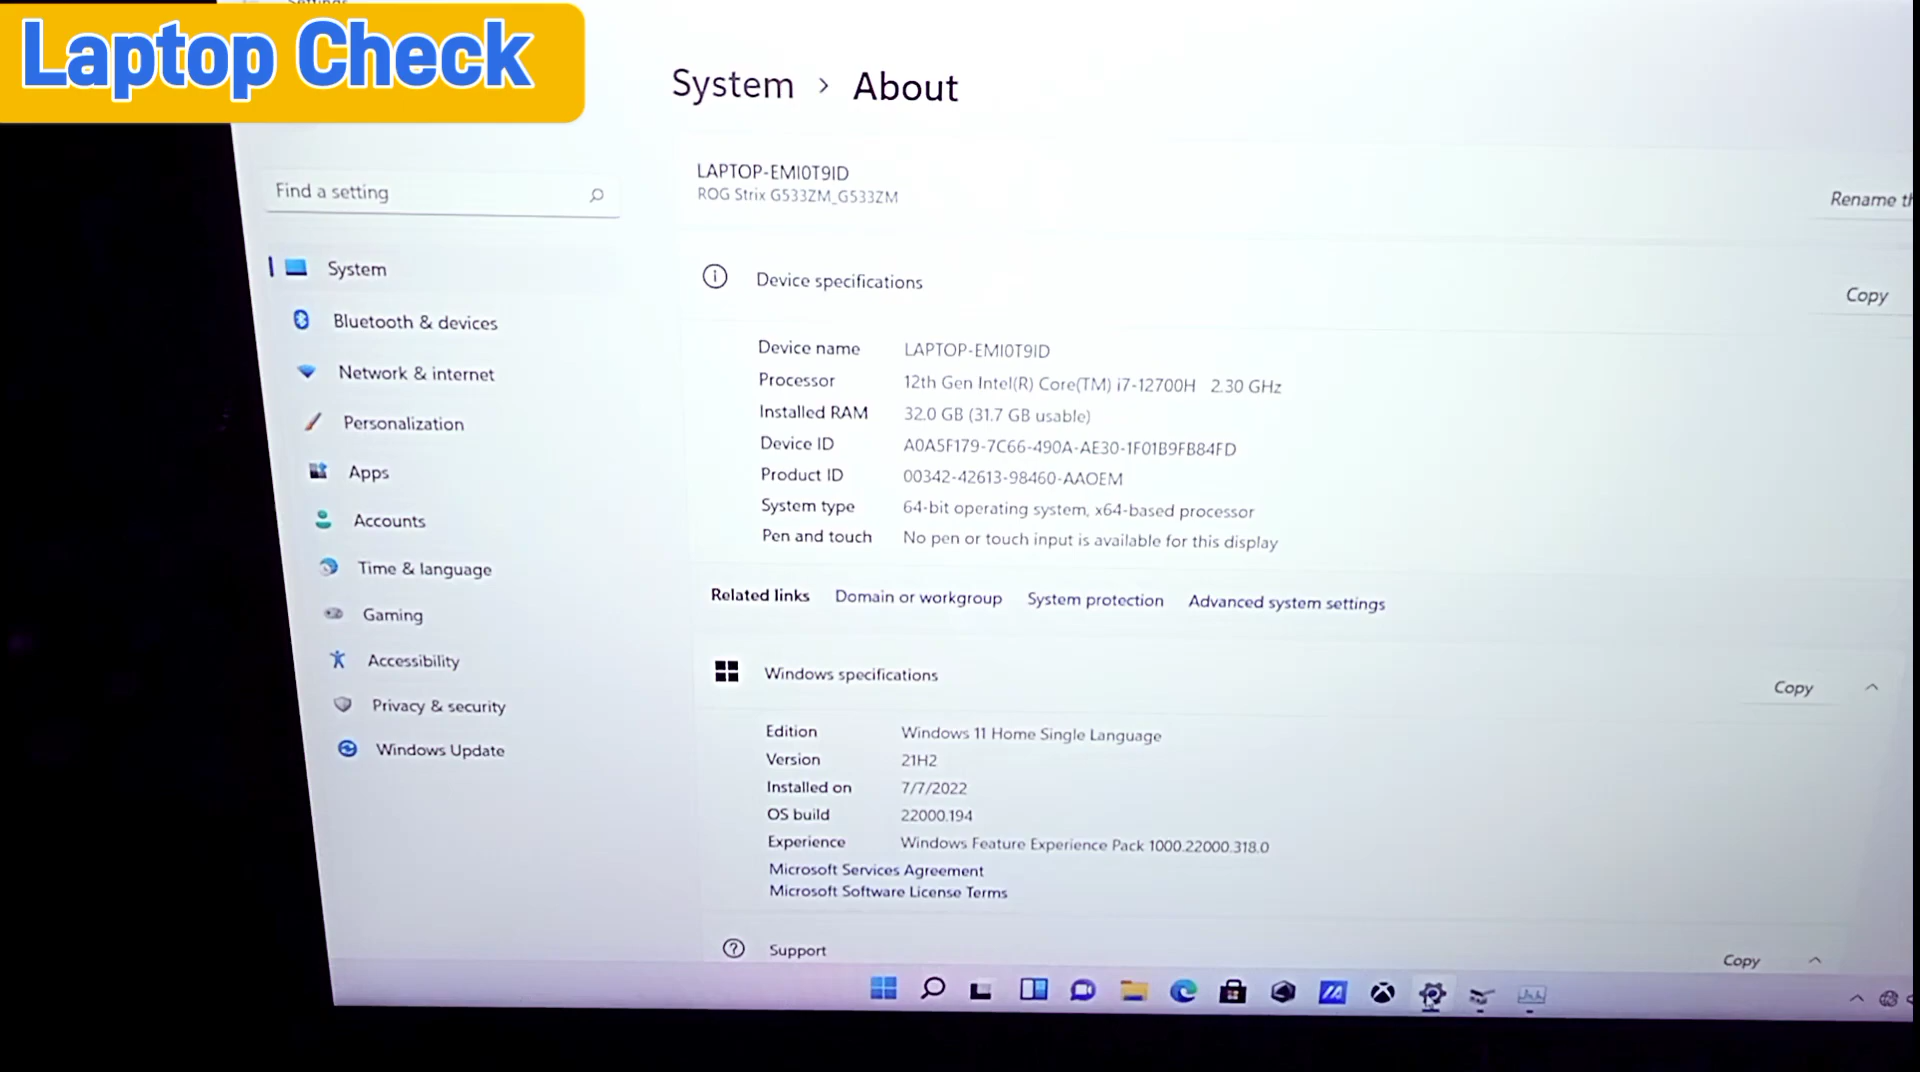 Laptop Check
System > About
LAPTOP-EMI0T9ID
ROG Strix G533ZM_G533ZM
Rename
Find a setting
System
Bluetooth & devices
Network & internet
Personalization
Apps
Accounts
Time & language
Gaming
Accessibility
Privacy & security
Windows Update
Device specifications
Copy
Device name LAPTOP-EMI0T9ID
Processor 12th Gen Intel(R) Core(TM) i7-12700H 2.30 GHz
Installed RAM 32.0 GB (31.7 GB usable)
Device ID A0A5F179-7C66-490A-AE30-1F01B9FB84FD
Product ID 00342-42613-98460-AAOEM
System type 64-bit operating system, x64-based processor
Pen and touch No pen or touch input is available for this display
Related links Domain or workgroup System protection Advanced system settings
Windows specifications
Copy
Edition Windows 11 Home Single Language
Version 21H2
Installed on 7/7/2022
OS build 22000.194
Experience Windows Feature Experience Pack 1000.22000.318.0
Microsoft Services Agreement
Microsoft Software License Terms
Support
Copy